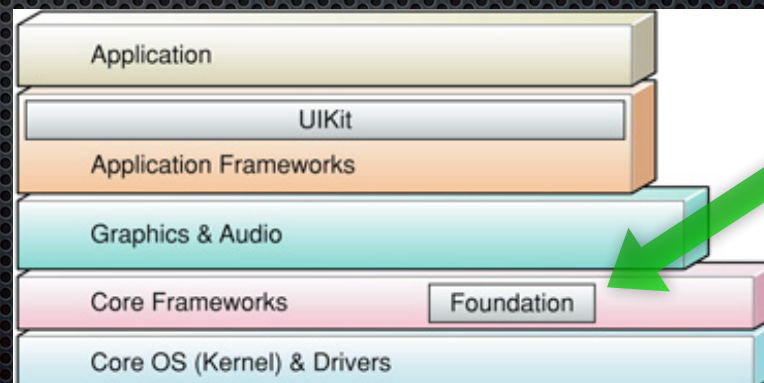 Application
UIKit
Application Frameworks
Graphics & Audio
Core Frameworks
Foundation
Core OS (Kernel) & Drivers